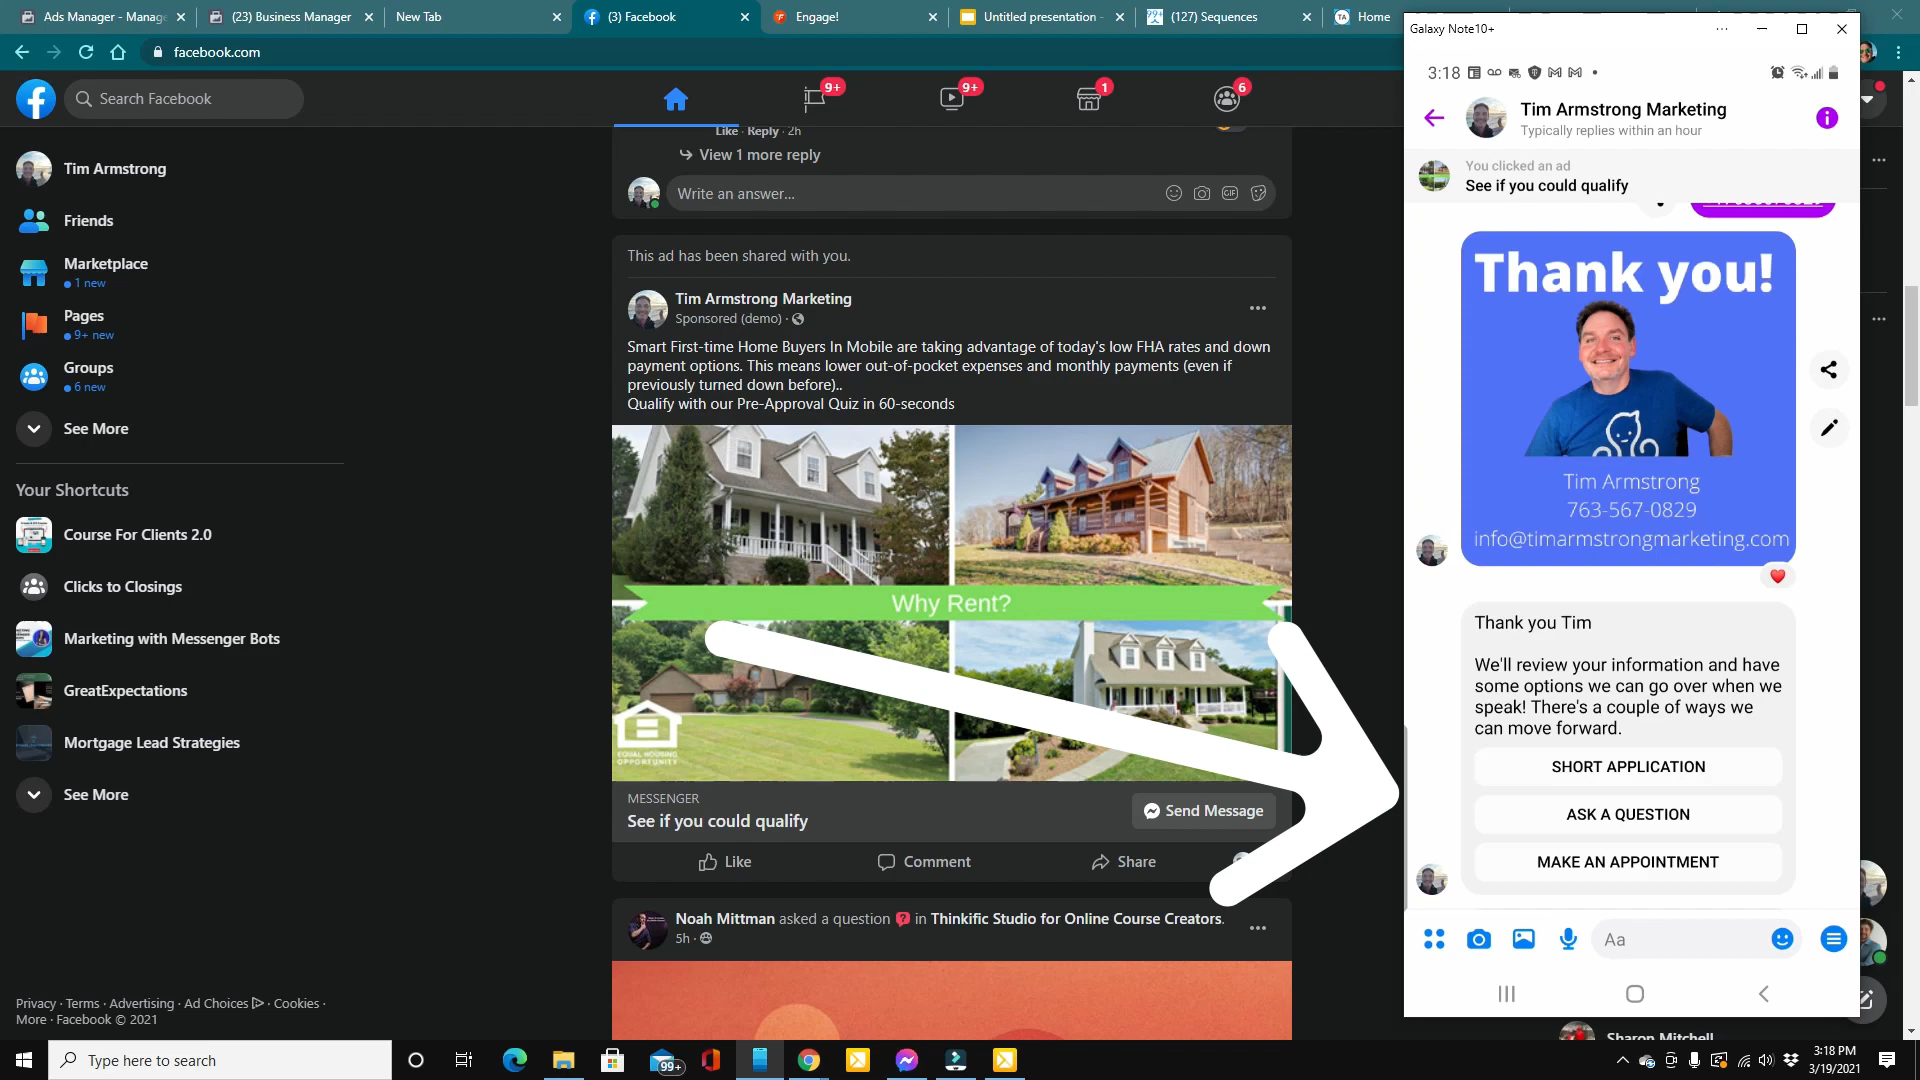 Ads Manager - Manag
(23) Business Manager
New Tab
(3) Facebook
Engage!
Untitled presentation -
(127) Sequences
Home
facebook.com
Search Facebook
9+
9+
1
6
Tim Armstrong
Friends
Marketplace
1 new
Pages
9+ new
Groups
6 new
See More
Your Shortcuts
Course For Clients 2.0
Clicks to Closings
Marketing with Messenger Bots
GreatExpectations
Mortgage Lead Strategies
See More
Privacy · Terms · Advertising · Ad Choices · Cookies ·
More · Facebook © 2021
Like · Reply · 2h
View 1 more reply
Write an answer...
GIF
This ad has been shared with you.
Tim Armstrong Marketing
Sponsored (demo) ·
Smart First-time Home Buyers In Mobile are taking advantage of today's low FHA rates and down
payment options. This means lower out-of-pocket expenses and monthly payments (even if
previously turned down before)..
Qualify with our Pre-Approval Quiz in 60-seconds
Why Rent?
EQUAL HOUSING
OPPORTUNITY
MESSENGER
See if you could qualify
Send Message
Like
Comment
Share
Noah Mittman asked a question in Thinkific Studio for Online Course Creators.
5h ·
Galaxy Note10+
3:18
Tim Armstrong Marketing
Typically replies within an hour
You clicked an ad
See if you could qualify
Thank you!
Tim Armstrong
763-567-0829
info@timarmstrongmarketing.com
Thank you Tim
We'll review your information and have
some options we can go over when we
speak! There's a couple of ways we
can move forward.
SHORT APPLICATION
ASK A QUESTION
MAKE AN APPOINTMENT
Aa
Sharon Mitchell
Type here to search
99+
3:18 PM
3/19/2021